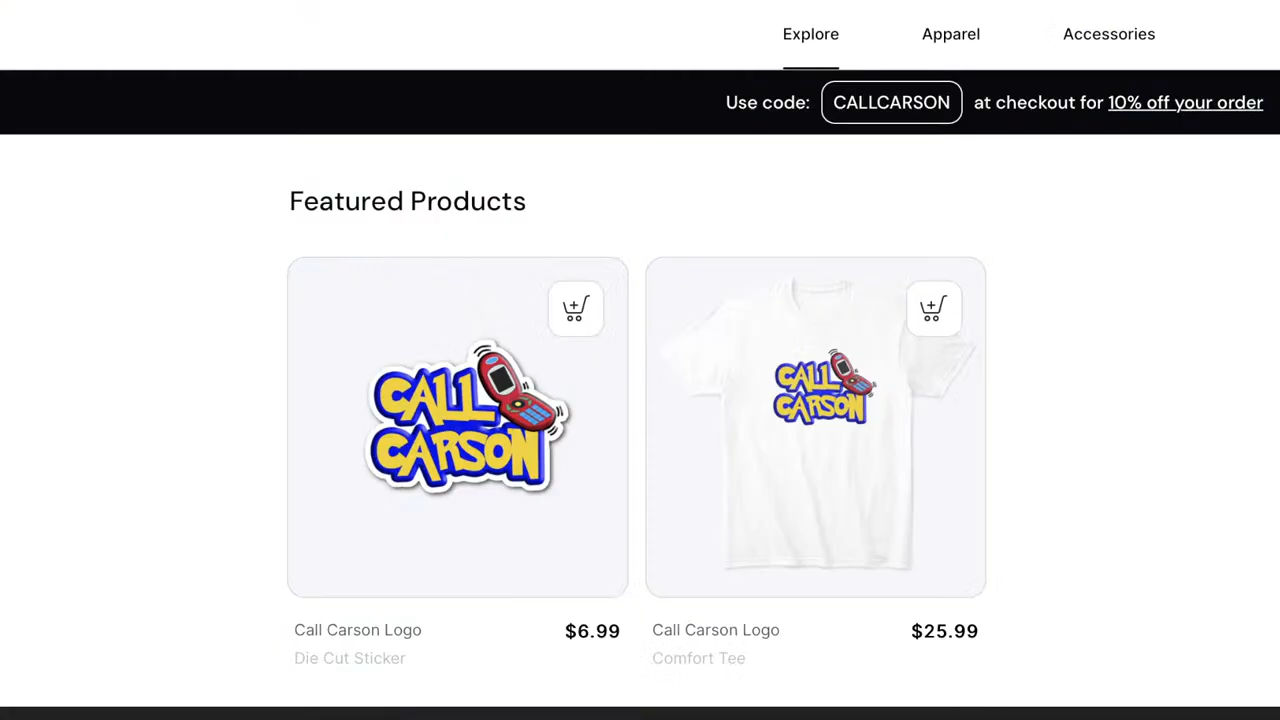 Explore Apparel Accessories
Use code: CALLCARSON at checkout for 10% off your order
Featured Products
CALL
CARSON
CALL
CARSON
Call Carson Logo $6.99
Die Cut Sticker
Call Carson Logo $25.99
Comfort Tee